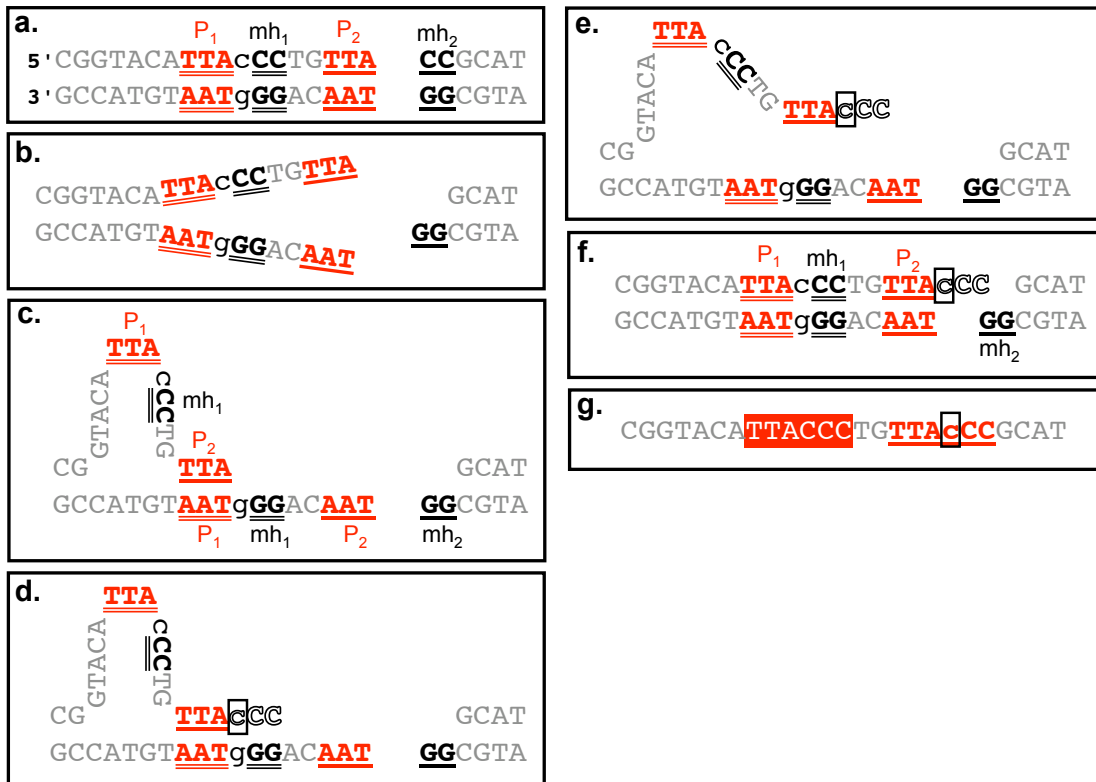 a.
P1 mh1 P2 mh2
5'CGGTACATTAcCCTGTTA CCGCAT
3'GCCATGTAATgGGACAAT GGCGTA
b.
CGGTACATTAcCCTGTTA GCAT
GCCATGTAATgGGACAAT GGCGTA
c.
P1
TTA
GTACA
cCCTG
mh1
P2
CG TTA GCAT
GCCATGTAATgGGACAAT GGCGTA
P1 mh1 P2 mh2
d.
TTA
GTACA
cCCTG
CG TTAcCC GCAT
GCCATGTAATgGGACAAT GGCGTA
e.
TTA
GTACA
cCCTG
TTAcCC
CG GCAT
GCCATGTAATgGGACAAT GGCGTA
f.
P1 mh1 P2
CGGTACATTAcCCTGTTAcCC GCAT
GCCATGTAATgGGACAAT GGCGTA
mh2
g.
CGGTACATTACCCTGTTAcCCGCAT